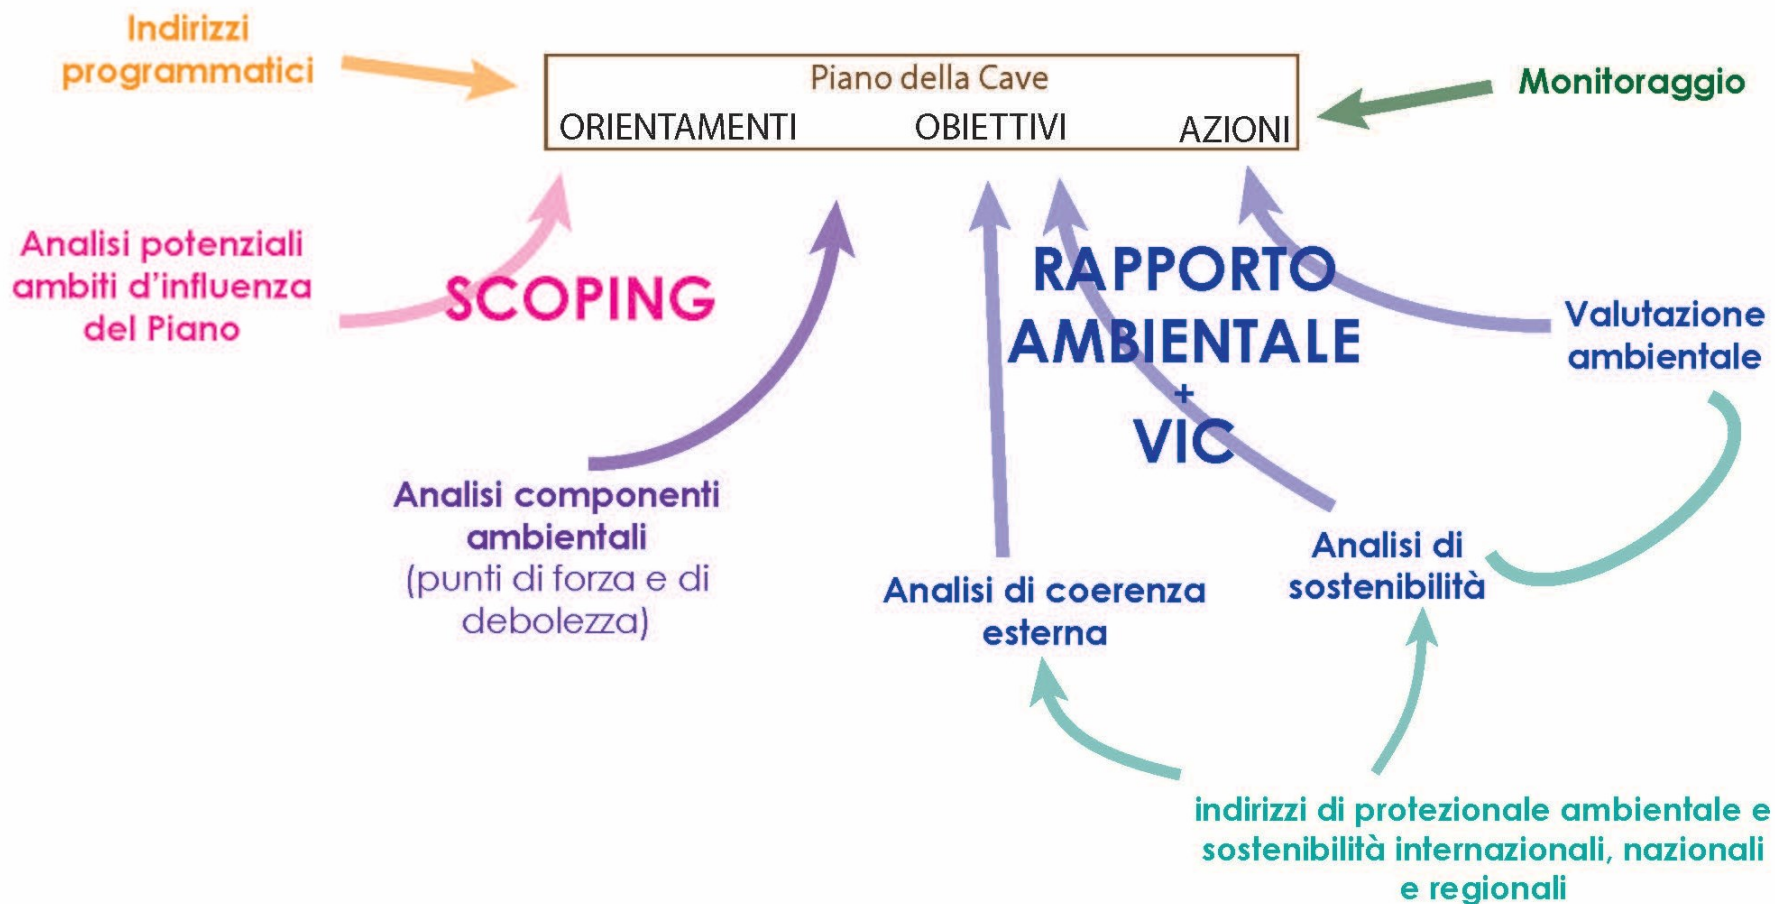 Indirizzi
programmatici
Piano della Cave
ORIENTAMENTI OBIETTIVI AZIONI
Monitoraggio
Analisi potenziali
ambiti d'influenza
del Piano
SCOPING
RAPPORTO
AMBIENTALE
+
VIC
Valutazione
ambientale
Analisi componenti
ambientali
(punti di forza e di
debolezza)
Analisi di coerenza
esterna
Analisi di
sostenibilità
indirizzi di protezionale ambientale e
sostenibilità internazionali, nazionali
e regionali